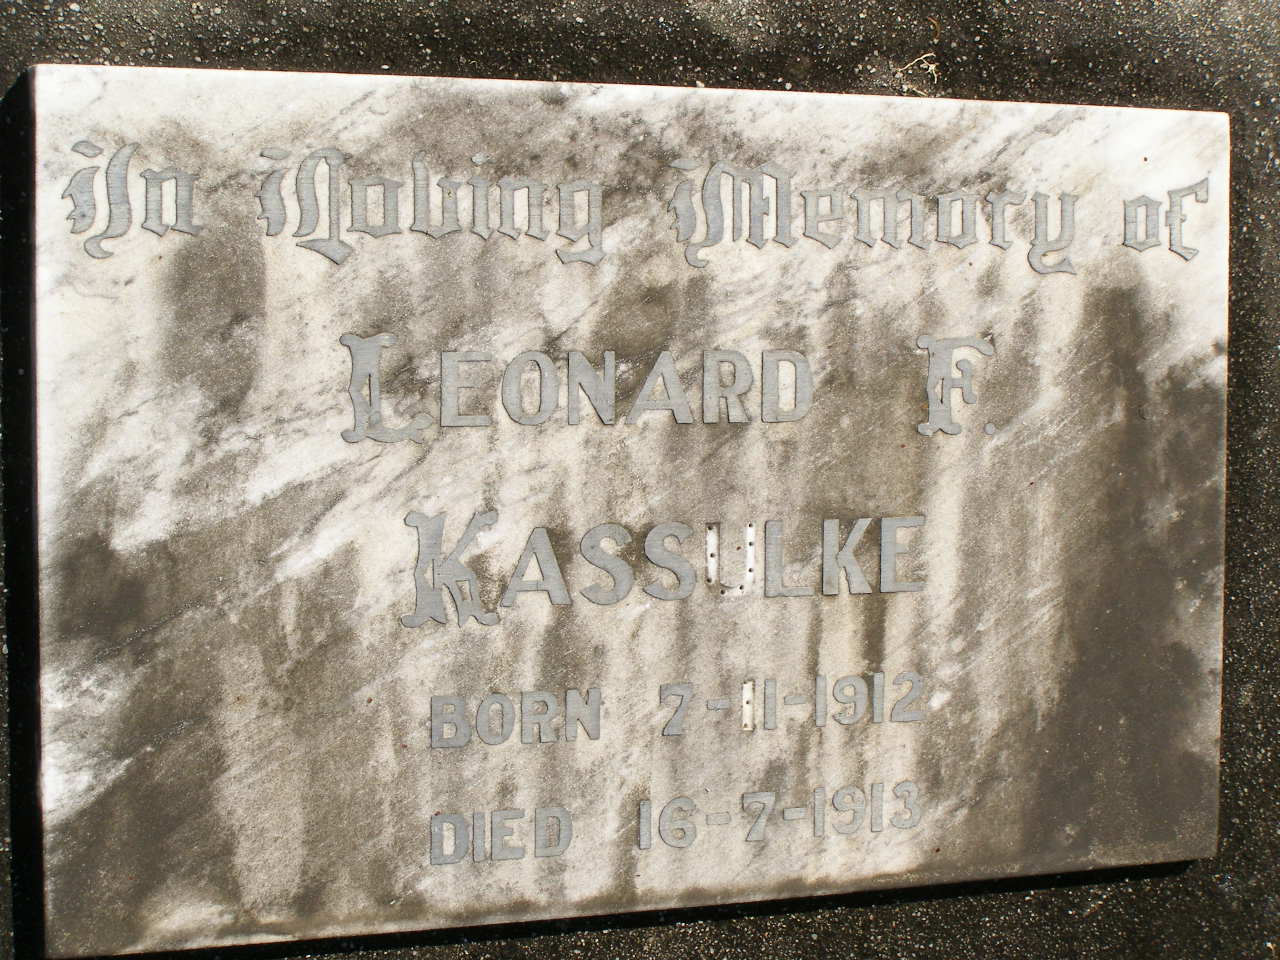 In Loving Memory of
LEONARD F.
KASSULKE
BORN 7-11-1912
DIED 16-7-1913